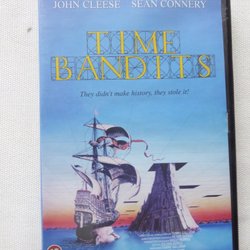 JOHN CLEESE SEAN CONNERY
TIME
BANDITS
They didn't make history, they stole it!